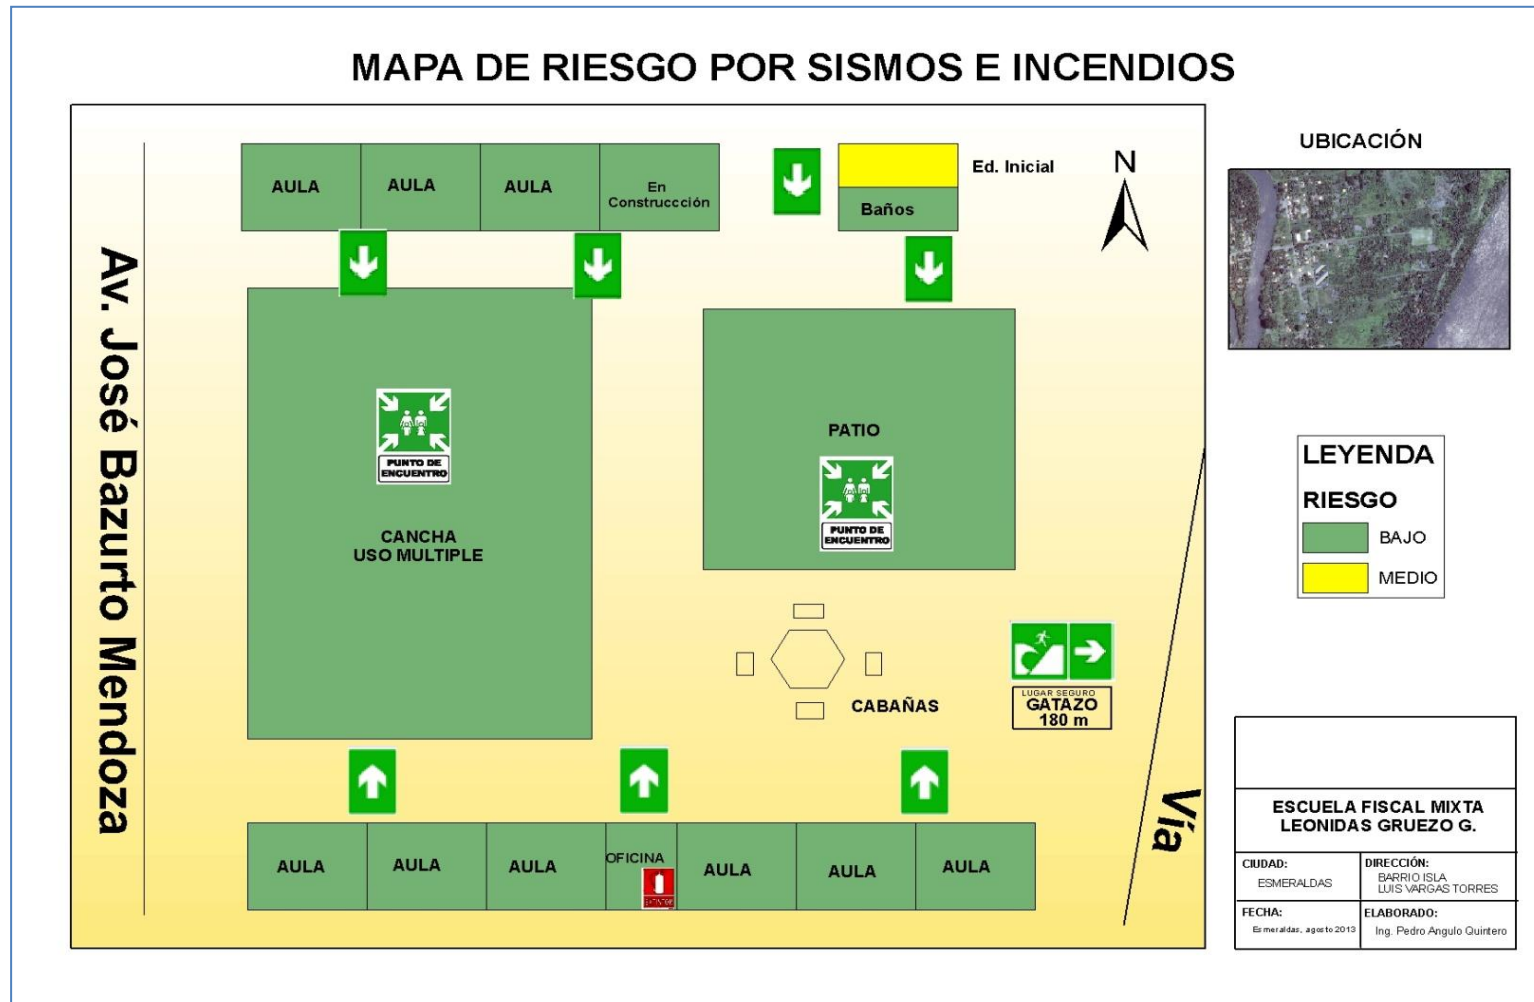 MAPA DE RIESGO POR SISMOS E INCENDIOS
AULA
AULA
AULA
En
Construccción
Ed. Inicial
Baños
N
Av. José Bazurto Mendoza
PUNTO DE
ENCUENTRO
CANCHA
USO MULTIPLE
PATIO
PUNTO DE
ENCUENTRO
CABAÑAS
LUGAR SEGURO
GATAZO
180 m
Vía
AULA
AULA
AULA
OFICINA
AULA
AULA
AULA
UBICACIÓN
LEYENDA
RIESGO
BAJO
MEDIO
ESCUELA FISCAL MIXTA
LEONIDAS GRUEZO G.
CIUDAD:
ESMERALDAS
DIRECCIÓN:
BARRIO ISLA
LUIS VARGAS TORRES
FECHA:
Esmeraldas, agosto 2013
ELABORADO:
Ing. Pedro Angulo Quintero